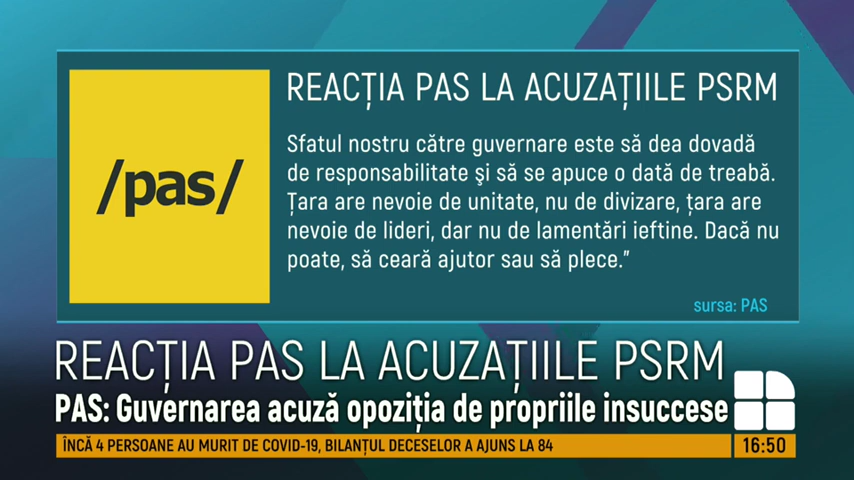 REACȚIA PAS LA ACUZAȚIILE PSRM
/pas/
Sfatul nostru către guvernare este să dea dovadă
de responsabilitate şi să se apuce o dată de treabă.
Țara are nevoie de unitate, nu de divizare, țara are
nevoie de lideri, dar nu de lamentări ieftine. Dacă nu
poate, să ceară ajutor sau să plece.”
sursa: PAS
REACȚIA PAS LA ACUZAȚIILE PSRM
PAS: Guvernarea acuză opoziția de propriile insuccese
ÎNCĂ 4 PERSOANE AU MURIT DE COVID-19, BILANȚUL DECESELOR A AJUNS LA 84
16:50